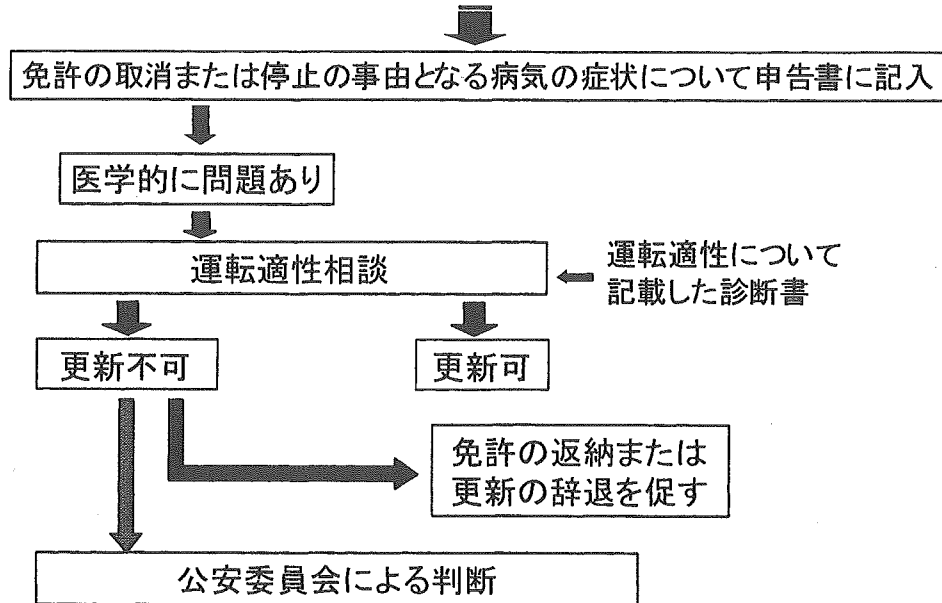 免許の取消または停止の事由となる病気の症状について申告書に記入
医学的に問題あり
運転適性相談
運転適性について
記載した診断書
更新不可
更新可
免許の返納または
更新の辞退を促す
公安委員会による判断